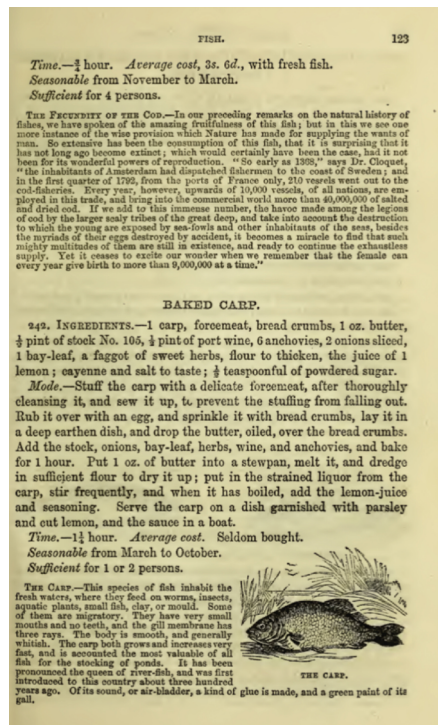 FISH. 123
Time.—¾ hour. Average cost, 3s. 6d., with fresh fish.
Seasonable from November to March.
Sufficient for 4 persons.
THE FECUNDITY OF THE COD.—In our preceding remarks on the natural history of
fishes, we have spoken of the amazing fruitfulness of this fish; but in this we see one
more instance of the wise provision which Nature has made for supplying the wants of
man. So extensive has been the consumption of this fish, that it is surprising that it
has not long ago become extinct; which would certainly have been the case, had it not
been for its wonderful powers of reproduction. "So early as 1368," says Dr. Cloquet,
"the inhabitants of Amsterdam had dispatched fishermen to the coast of Sweden; and
in the first quarter of 1792, from the ports of France only, 210 vessels went out to the
cod-fisheries. Every year, however, upwards of 10,000 vessels, of all nations, are em-
ployed in this trade, and bring into the commercial world more than 40,000,000 of salted
and dried cod. If we add to this immense number, the havoc made among the legions
of cod by the larger scaly tribes of the great deep, and take into account the destruction
to which the young are exposed by sea-fowls and other inhabitants of the seas, besides
the myriads of their eggs destroyed by accident, it becomes a miracle to find that such
mighty multitudes of them are still in existence, and ready to continue the exhaustless
supply. Yet it ceases to excite our wonder when we remember that the female can
every year give birth to more than 9,000,000 at a time."
BAKED CARP.
242. INGREDIENTS.—1 carp, forcemeat, bread crumbs, 1 oz. butter,
½ pint of stock No. 105, ½ pint of port wine, 6 anchovies, 2 onions sliced,
1 bay-leaf, a faggot of sweet herbs, flour to thicken, the juice of 1
lemon; cayenne and salt to taste; ½ teaspoonful of powdered sugar.
Mode.—Stuff the carp with a delicate forcemeat, after thoroughly
cleansing it, and sew it up, to prevent the stuffing from falling out.
Rub it over with an egg, and sprinkle it with bread crumbs, lay it in
a deep earthen dish, and drop the butter, oiled, over the bread crumbs.
Add the stock, onions, bay-leaf, herbs, wine, and anchovies, and bake
for 1 hour. Put 1 oz. of butter into a stewpan, melt it, and dredge
in sufficient flour to dry it up; put in the strained liquor from the
carp, stir frequently, and when it has boiled, add the lemon-juice
and seasoning. Serve the carp on a dish garnished with parsley
and cut lemon, and the sauce in a boat.
Time.—1¼ hour. Average cost. Seldom bought.
Seasonable from March to October.
Sufficient for 1 or 2 persons.
THE CARP.—This species of fish inhabit the
fresh waters, where they feed on worms, insects,
aquatic plants, small fish, clay, or mould. Some
of them are migratory. They have very small
mouths and no teeth, and the gill membrane has
three rays. The body is smooth, and generally
whitish. The carp both grows and increases very
fast, and is accounted the most valuable of all
fish for the stocking of ponds. It has been
pronounced the queen of river-fish, and was first
introduced to this country about three hundred
years ago. Of its sound, or air-bladder, a kind of glue is made, and a green paint of its
gall.
THE CARP.